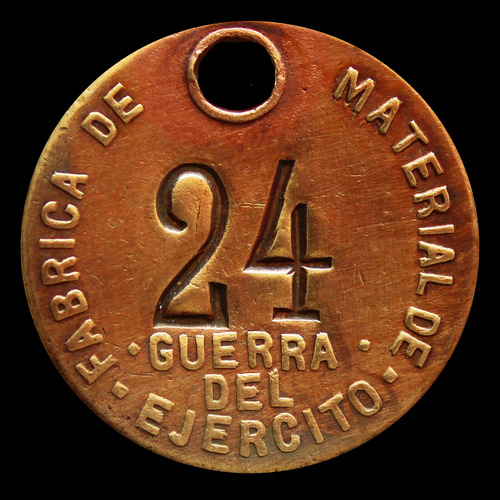 FABRICA DE MATERIAL DE
24
·GUERRA·
DEL
·EJERCITO·